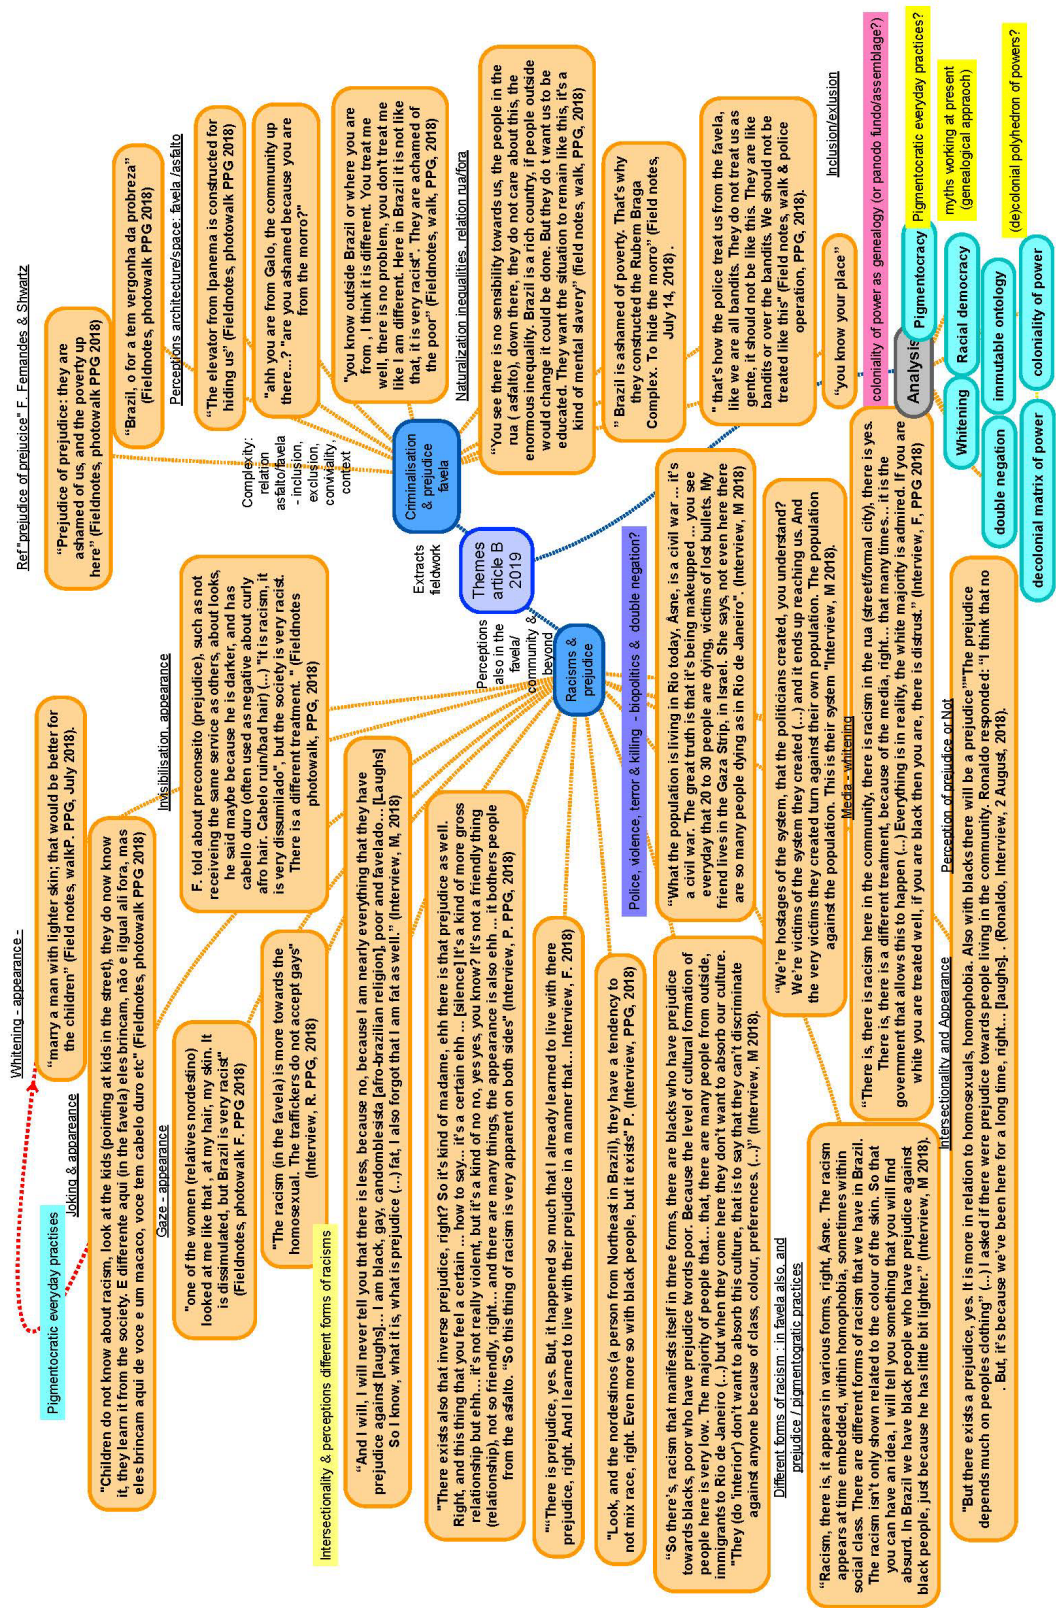 Ref "prejudice of prejuicice" F. Fernandes & Shwartz
“Prejudice of prejudice: they are
ashamed of us, and the poverty up
here” (Fieldnotes, photowalk PPG 2018)
“Brazil, o for a tem vergonha da probreza”
(Fieldnotes, photowalk PPG 2018)
Perceptions architecture/space: favela /asfalto
“The elevator from Ipanema is constructed for
hiding us” (Fieldnotes, photowalk PPG 2018)
"ahh you are from Galo, the community up
there...? "are you ashamed because you are
from the morro?"
"you know outside Brazil or where you are
from , I think it is different. You treat me
well, there is no problem, you don't treat me
like I am different. Here in Brazil it is not like
that, it is very racist". They are achamed of
the poor” (Fieldnotes, walk, PPG, 2018)
Naturalization inequalities, relation rua/fora
“You see there is no sensibility towards us, the people in the
rua ( asfalto), down there, they do not care about this, the
enormous inequality. Brazil is a rich country, if people outside
would change it could be done. But they do t want us to be
educated. They want the situation to remain like this, it's a
kind of mental slavery” (field notes, walk, PPG, 2018)
" Brazil is ashamed of poverty. That's why
they constructed the Rubem Braga
Complex. To hide the morro” (Field notes,
July 14, 2018).
" that's how the police treat us from the favela,
like we are all bandits. They do not treat us as
gente, it should not be like this. They are like
bandits or over the bandits. We should not be
treated like this" (Field notes, walk & police
operation, PPG, 2018).
Inclusion/exlusion
“you know your place”
coloniality of power as genealogy (or panodo fundo/assemblage?)
Complexity:
relation
asfalto/favela
- inclusion,
exclusion,
conviviality,
context
Criminalisation
& prejudice
favela
Extracts
fieldwork
Themes
article B
2019
Perceptions
also in the
favela/
community &
beyond
Racisms &
prejudice
Analysis
Pigmentocracy
Pigmentocratic everyday practices?
myths working at present
(genealogical appraoch)
(de)colonial polyhedron of powers?
Whitening
Racial democracy
double negation
immutable ontology
decolonial matrix of power
coloniality of power
Pigmentocratic everyday practises
Whitening - appearance -
“marry a man with lighter skin; that would be better for
the children” (Field notes, walkP. PPG, July 2018).
Joking & appareance
"Children do not know about racism, look at the kids (pointing at kids in the street), they do now know
it, they learn it from the society. E differente aqui (in the favela) eles brincam, não e iigual ali fora, mas
eles brincam aqui de voce e um macaco, voce tem cabelo duro etc" (Fieldnotes, photowalk PPG 2018)
Invisibilisation, appearance
F. told about preconseito (prejudice), such as not
receiveing the same service as others, about looks,
he said maybe because he is darker, and has
cabello duro (often used as negative about curly
afro hair. Cabelo ruin/bad hair) (...) "it is racism, it
is very dissmilado", but the society is very racist.
There is a different treatment. " (Fieldnotes
photowalk, PPG, 2018)
Gaze - appearance
"one of the women (relatives nordestino)
looked at me like that, at my hair, my skin. It
is dissimulated, but Brazil is very racist”
(Fieldnotes, photowalk F. PPG 2018)
"The racism (in the favela) is more towards the
homosexual. The traffickers do not accept gays"
(Interview, R. PPG, 2018)
Intersectionality & perceptions different forms of racisms
“And I will, I will never tell you that there is less, because no, because I am nearly everything that they have
prejudice against [laughs]… I am black, gay, candomblesista [afro-brazilian religion], poor and favelado… [Laughs]
So I know, what it is, what is prejudice (…) fat, I also forgot that I am fat as well.” (Interview, M, 2018)
"There exists also that inverse prejudice, right? So it's kind of madame, ehh there is that prejudice as well.
Right, and this thing that you feel a certain … how to say… it's a certain ehh … [silence] It's a kind of more gross
relationship but ehh… it's not really violent, but it's a kind of no no, yes yes, you know? It's not a friendly thing
(relationship), not so friendly, right… and there are many things, the appearance is also ehh… it bothers people
from the asfalto. “So this thing of racism is very apparent on both sides” (Interview, P. PPG, 2018)
"“There is prejudice, yes. But, it happened so much that I already learned to live with there
prejudice, right. And I learned to live with their prejudice in a manner that... Interview, F. 2018)
"Look, and the nordestinos (a person from Northeast in Brazil), they have a tendency to
not mix race, right. Even more so with black people, but it exists" P. (Interview, PPG, 2018)
Police, violence, terror & killing - biopolitics & double negation?
“What the population is living in Rio today, Åsne, is a civil war … it's
a civil war. The great truth is that it's being makeupped … you see
everyday that 20 to 30 people are dying, victims of lost bullets. My
friend lives in the Gaza Strip, in Israel. She says, not even here there
are so many people dying as in Rio de Janeiro". (Interview, M 2018)
“So there's, racism that manifests itself in three forms, there are blacks who have prejudice
towards blacks, poor who have prejudice twords poor. Because the level of cultural formation of
people here is very low. The majority of people that… that, there are many people from outside,
immigrants to Rio de Janeiro (…) but when they come here they don't want to absorb our culture.
"They (do 'interior') don't want to absorb this culture, that is to say that they can't discriminate
against anyone because of class, colour, preferences. (…)” (Interview, M 2018)
“We're hostages of the system, that the politicians created, you understand?
We're victims of the system they created (…) and it ends up reaching us. And
the very victims they created turn against their own population. The population
against the population. This is their system “Interview, M 2018).
Media - whitening
Different forms of racism : in favela also, and
prejudice / pigmentogratic practices
"There is, there is racism here in the community, there is racism in the rua (street/formal city), there is yes.
There is, there is a different treatment, because of the media, right… that many times… it is the
government that allows this to happen (…) Everything is in reality, the white majority is admired. If you are
white you are treated well, if you are black then you are, there is distrust.” (Interview, F, PPG 2018)
“Racism, there is, it appears in various forms, right, Åsne. The racism
appears at time embedded, within homophobia, sometimes within
social class. There are different forms of racism that we have in Brazil.
The racism isn't only shown related to the colour of the skin. So that
you can have an idea, I will tell you something that you will find
absurd. In Brazil we have black people who have prejudice against
black people, just because he has little bit lighter.” (Interview, M 2018).
Intersectionality and Appearance
Perception of prejudice or Not
"But there exists a prejudice, yes. It is more in relation to homosexuals, homophobia. Also with blacks there will be a prejudice"“The prejudice
depends much on peoples clothing” (…) I asked if there were prejudice towards people living in the community. Ronaldo responded: “I think that no
. But, it's because we've been here for a long time, right… [laughs]. . (Ronaldo, Interview, 2 August, 2018).